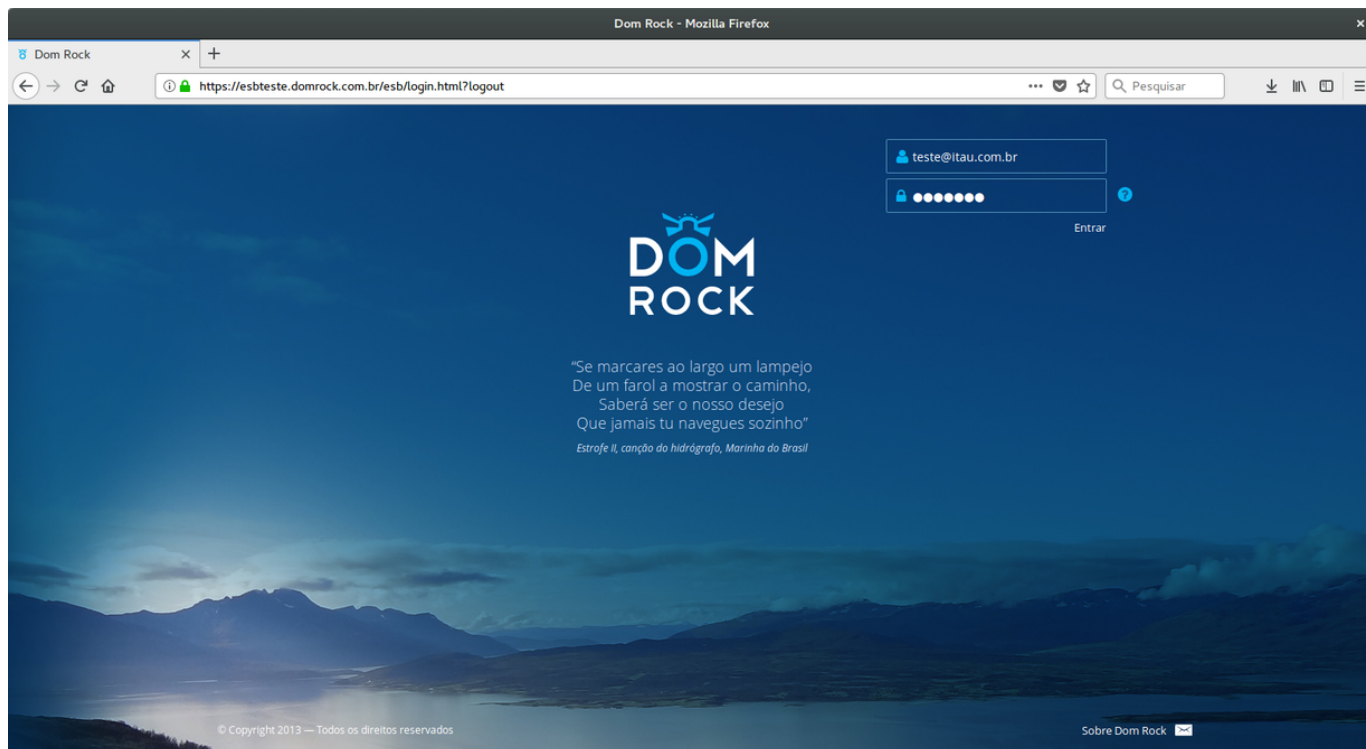 Dom Rock - Mozilla Firefox
Dom Rock
https://esbteste.domrock.com.br/esb/login.html?logout
Pesquisar
teste@itau.com.br
●●●●●●●
?
Entrar
DOM
ROCK
“Se marcares ao largo um lampejo
De um farol a mostrar o caminho,
Saberá ser o nosso desejo
Que jamais tu navegues sozinho”
Estrofe II, canção do hidrógrafo, Marinha do Brasil
© Copyright 2013 — Todos os direitos reservados
Sobre Dom Rock